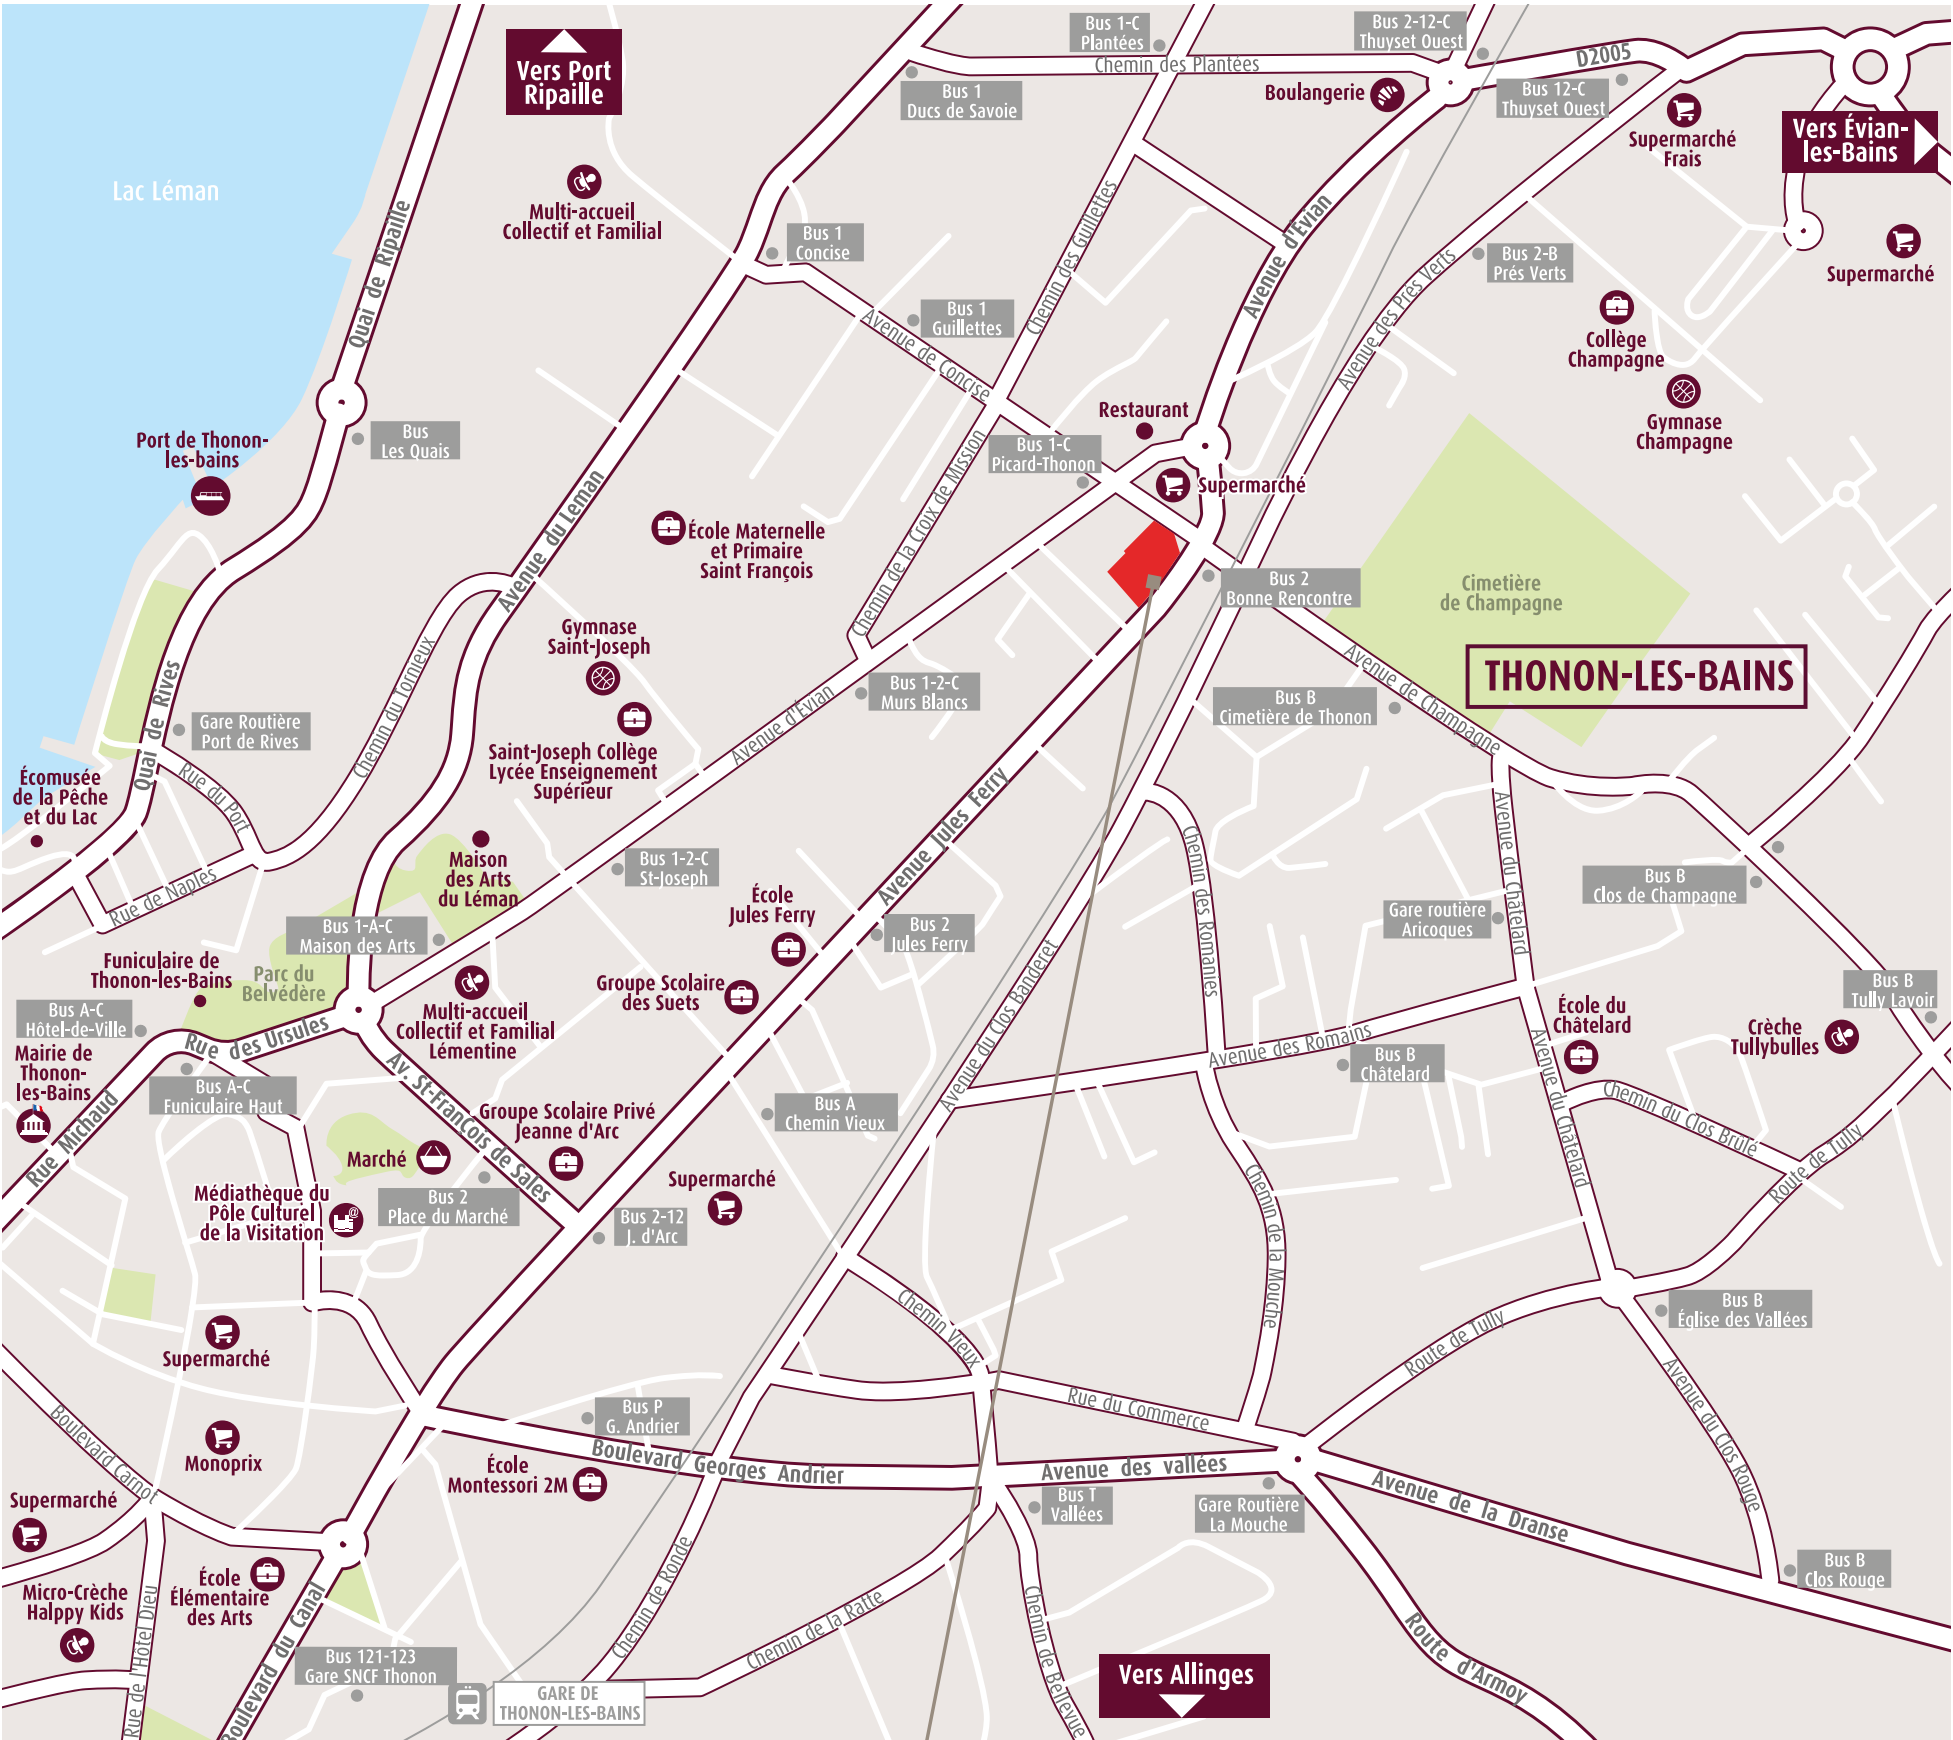 Bus 1-C
Plantées
Bus 2-12-C
Thuyset Ouest
Vers Port
Ripaille
D2005
Chemin des Plantées
Bus 1
Ducs de Savoie
Boulangerie
Bus 12-C
Thuyset Ouest
Supermarché
Frais
Vers Évian-
les-Bains
Lac Léman
Multi-accueil
Collectif et Familial
Quai de Ripaille
Bus 1
Concise
Chemin des Guillettes
Avenue d'Évian
Bus 2-B
Prés Verts
Supermarché
Avenue des Prés Verts
Bus 1
Guillettes
Avenue de Concise
Collège
Champagne
Gymnase
Champagne
Restaurant
Bus
Les Quais
Port de Thonon-
les-bains
Bus 1-C
Picard-Thonon
Supermarché
Chemin de la Croix de Mission
Avenue du Leman
École Maternelle
et Primaire
Saint François
Bus 2
Bonne Rencontre
Cimetière
de Champagne
THONON-LES-BAINS
Gymnase
Saint-Joseph
Chemin du Tornieux
Quai de Rives
Gare Routière
Port de Rives
Bus 1-2-C
Murs Blancs
Avenue d'Évian
Bus B
Cimetière de Thonon
Avenue de Champagne
Saint-Joseph Collège
Lycée Enseignement
Supérieur
Écomusée
de la Pêche
et du Lac
Rue du Port
Avenue Jules Ferry
Avenue du Châtelard
Chemin des Romanies
Maison
des Arts
du Léman
Bus 1-2-C
St-Joseph
Rue de Naples
École
Jules Ferry
Bus 2
Jules Ferry
Bus B
Clos de Champagne
Gare routière
Aricoques
Bus 1-A-C
Maison des Arts
Funiculaire de
Thonon-les-Bains
Parc du
Belvédère
Groupe Scolaire
des Suets
Avenue du Clos Banderet
Bus B
Tully Lavoir
Bus A-C
Hôtel-de-Ville
Rue des Ursules
Multi-accueil
Collectif et Familial
Lémentine
Avenue des Romains
École du
Châtelard
Crèche
Tullybulles
Mairie de
Thonon-
les-Bains
Bus A-C
Funiculaire Haut
Av. St-François de Sales
Bus B
Châtelard
Avenue du Châtelard
Chemin du Clos Brulé
Rue Michaud
Groupe Scolaire Privé
Jeanne d'Arc
Bus A
Chemin Vieux
Route de Tully
Marché
Bus 2
Place du Marché
Supermarché
Chemin de la Mouche
Médiathèque du
Pôle Culturel
de la Visitation
Bus 2-12
J. d'Arc
Chemin Vieux
Bus B
Église des Vallées
Route de Tully
Supermarché
Avenue du Clos Rouge
Rue du Commerce
Boulevard Carnot
Bus P
G. Andrier
Monoprix
Boulevard Georges Andrier
Avenue des vallées
École
Montessori 2M
Bus T
Vallées
Gare Routière
La Mouche
Avenue de la Dranse
Supermarché
École
Élémentaire
des Arts
Micro-Crèche
Halppy Kids
Rue de l'Hôtel Dieu
Boulevard du Canal
Chemin de Ronde
Chemin de la Ratte
Chemin de Bellevue
Bus B
Clos Rouge
Route d'Armoy
Bus 121-123
Gare SNCF Thonon
GARE DE
THONON-LES-BAINS
Vers Allinges